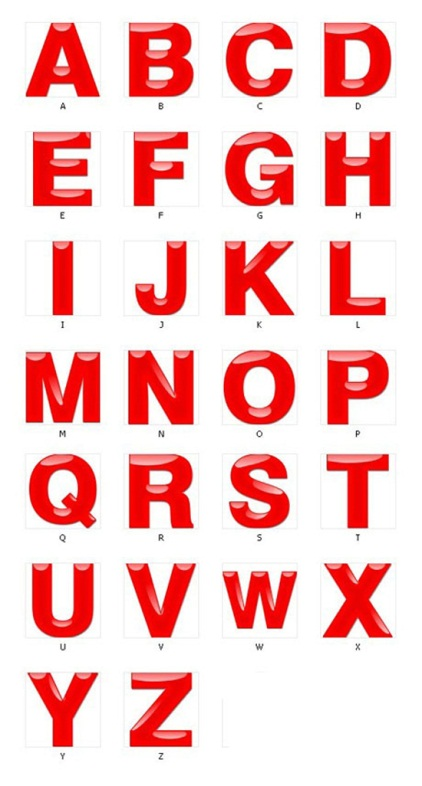 A B C D
A B C D
E F G H
E F G H
I J K L
I J K L
M N O P
M N O P
Q R S T
Q R S T
U V W X
U V W X
Y Z
Y Z